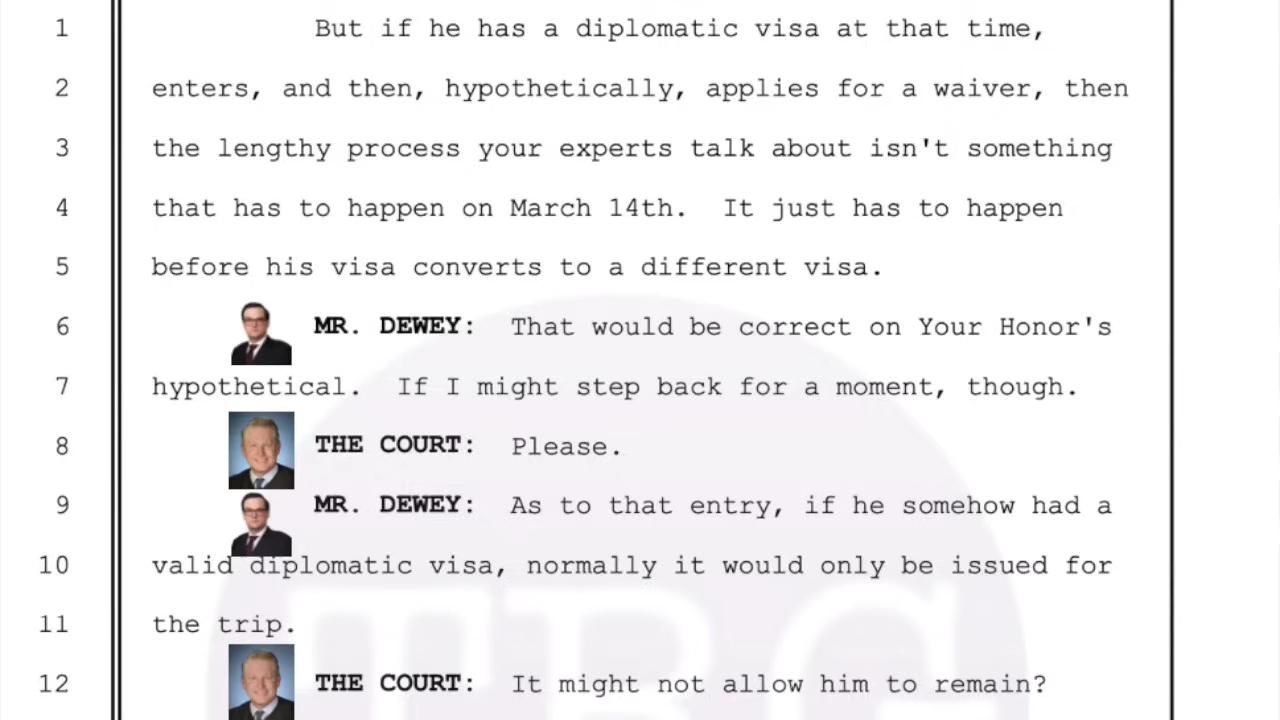 1 But if he has a diplomatic visa at that time,
2 enters, and then, hypothetically, applies for a waiver, then
3 the lengthy process your experts talk about isn't something
4 that has to happen on March 14th.  It just has to happen
5 before his visa converts to a different visa.
6 MR. DEWEY:  That would be correct on Your Honor's
7 hypothetical.  If I might step back for a moment, though.
8 THE COURT:  Please.
9 MR. DEWEY:  As to that entry, if he somehow had a
10 valid diplomatic visa, normally it would only be issued for
11 the trip.
12 THE COURT:  It might not allow him to remain?